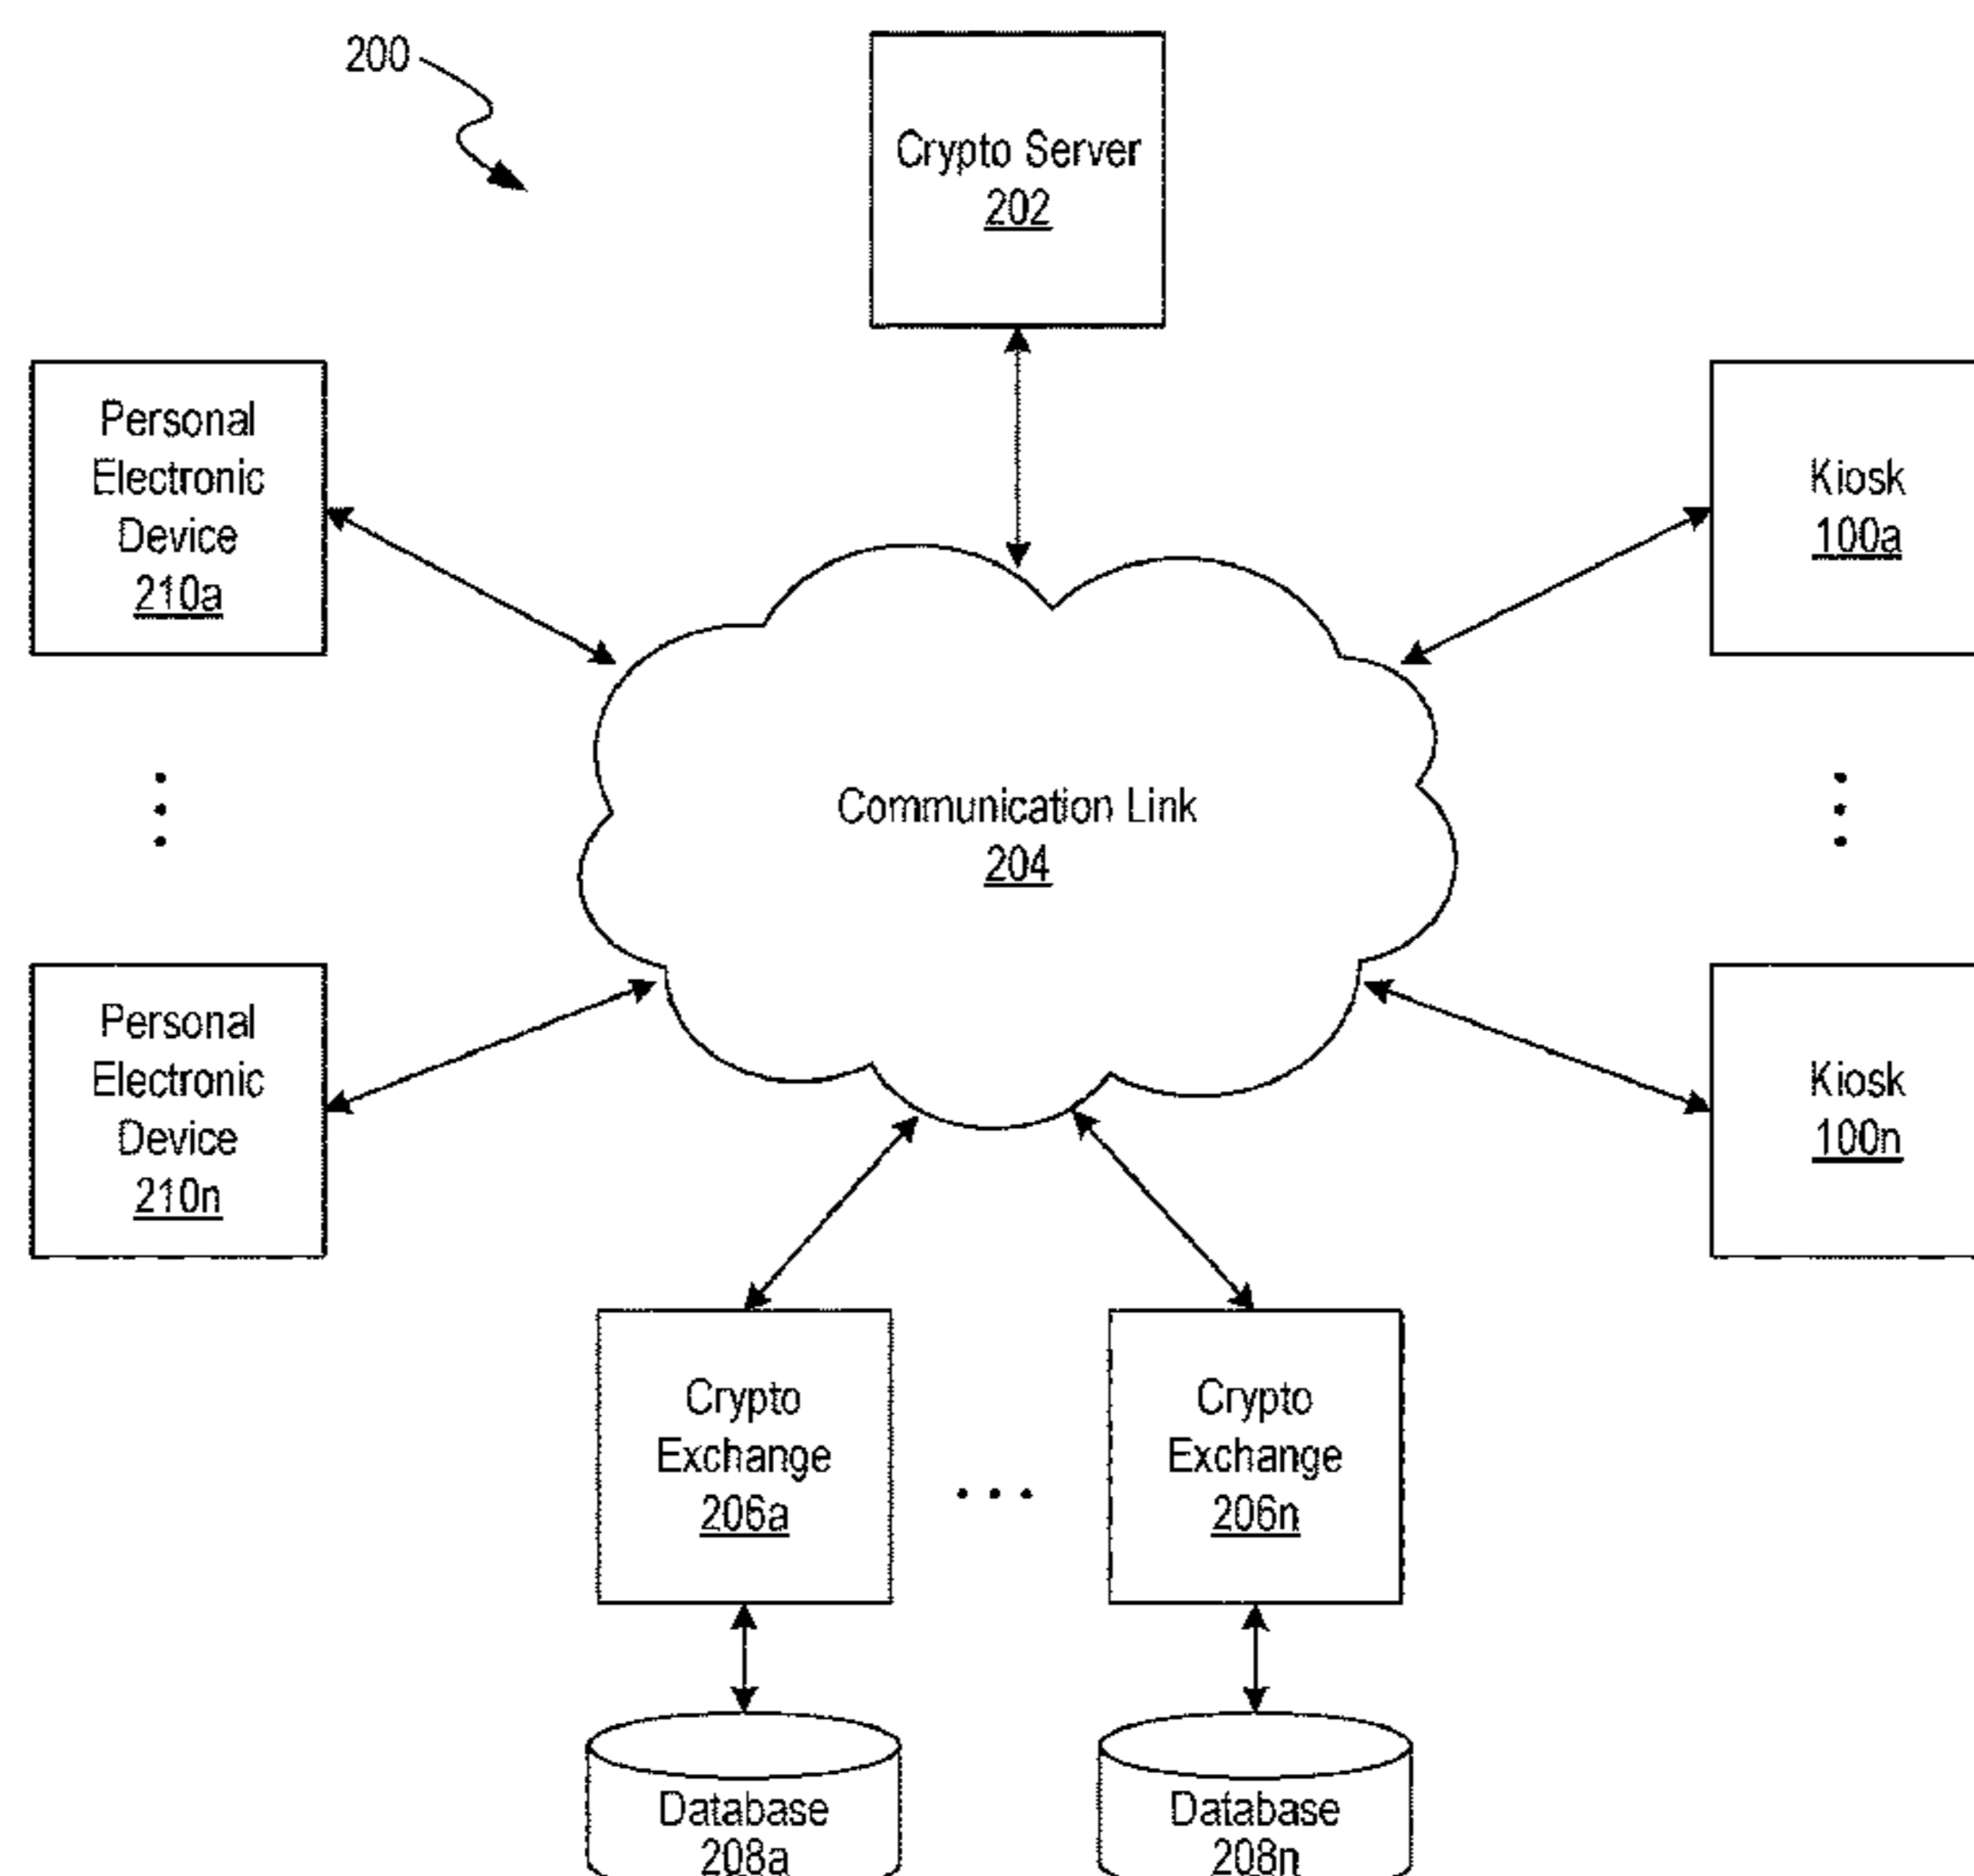 200
Crypto Server
202
Personal
Electronic
Device
210a
Kiosk
100a
Communication Link
204
Personal
Electronic
Device
210n
Kiosk
100n
Crypto
Exchange
206a
Crypto
Exchange
206n
Database
208a
Database
208n